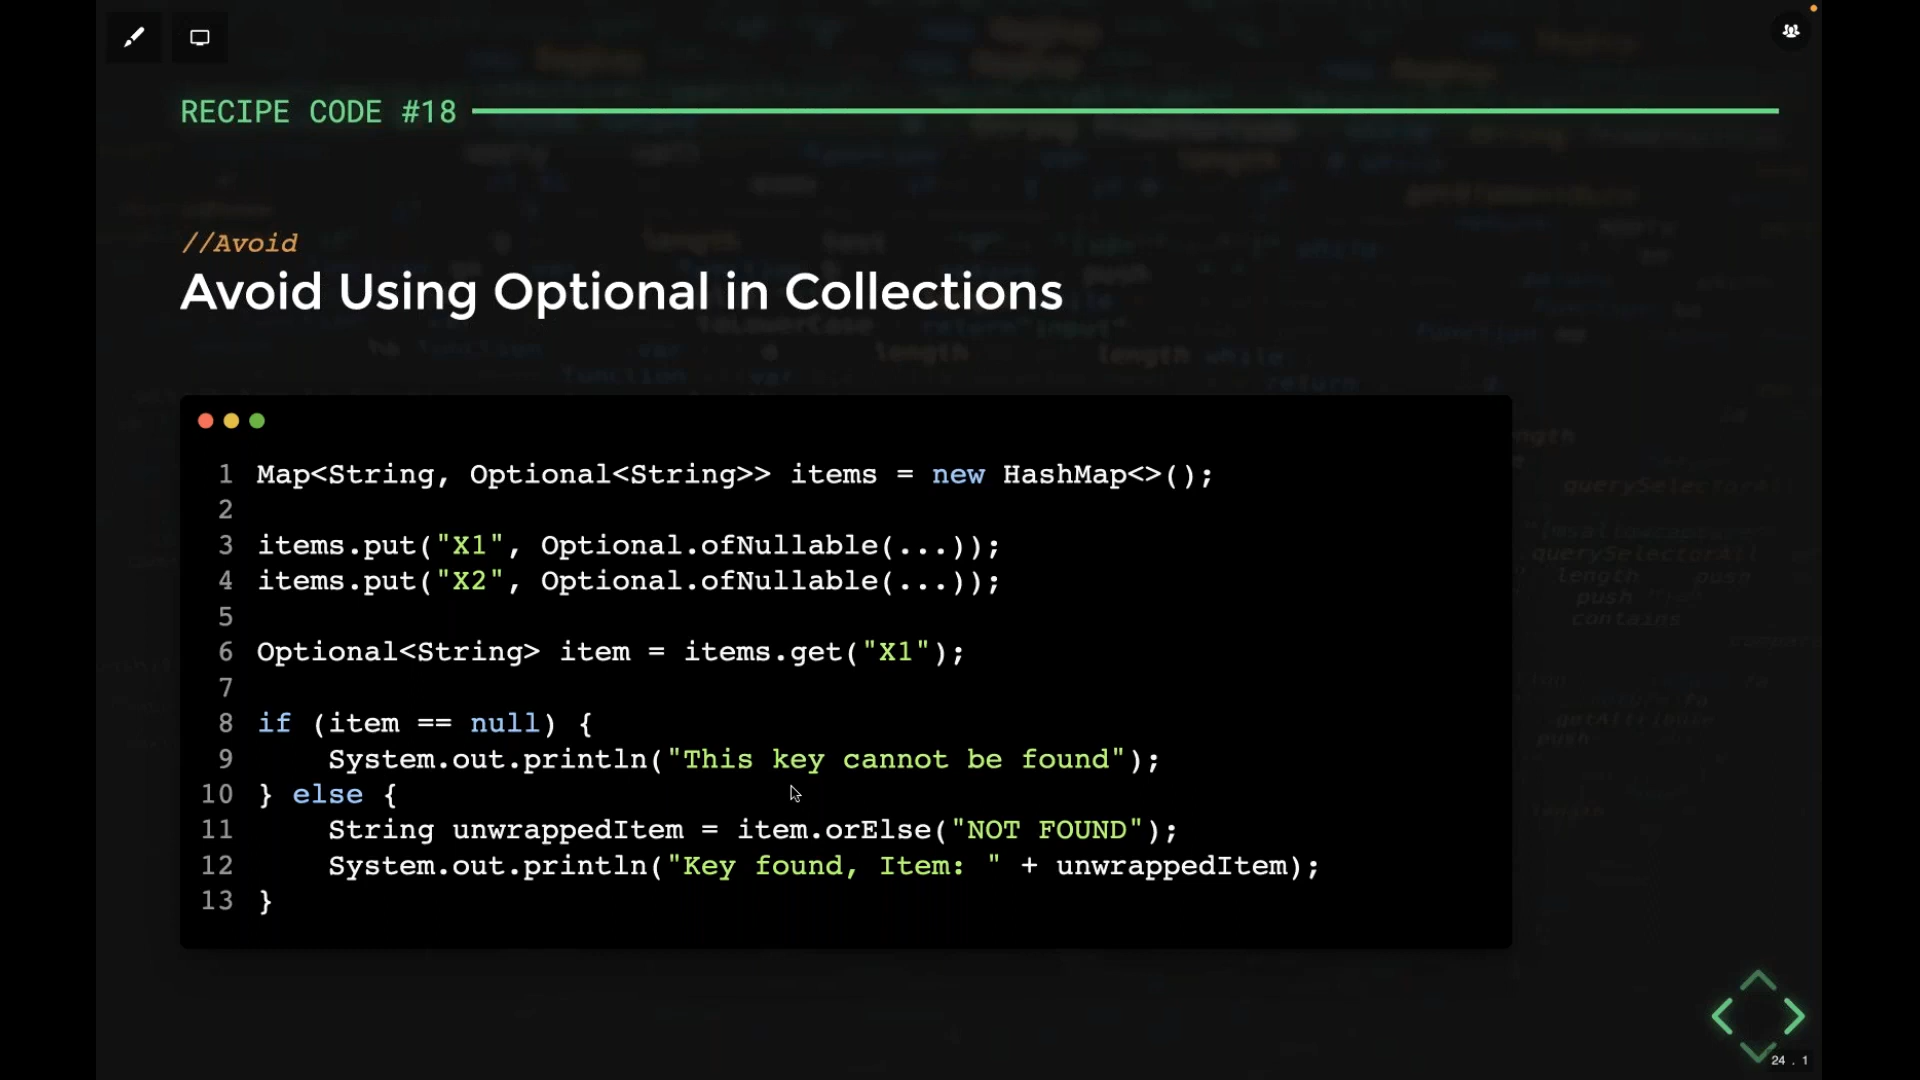 RECIPE CODE #18
//Avoid
Avoid Using Optional in Collections
1 Map<String, Optional<String>> items = new HashMap<>();
2
3 items.put("X1", Optional.ofNullable(...));
4 items.put("X2", Optional.ofNullable(...));
5
6 Optional<String> item = items.get("X1");
7
8 if (item == null) {
9     System.out.println("This key cannot be found");
10 } else {
11     String unwrappedItem = item.orElse("NOT FOUND");
12     System.out.println("Key found, Item: " + unwrappedItem);
13 }
24 . 1